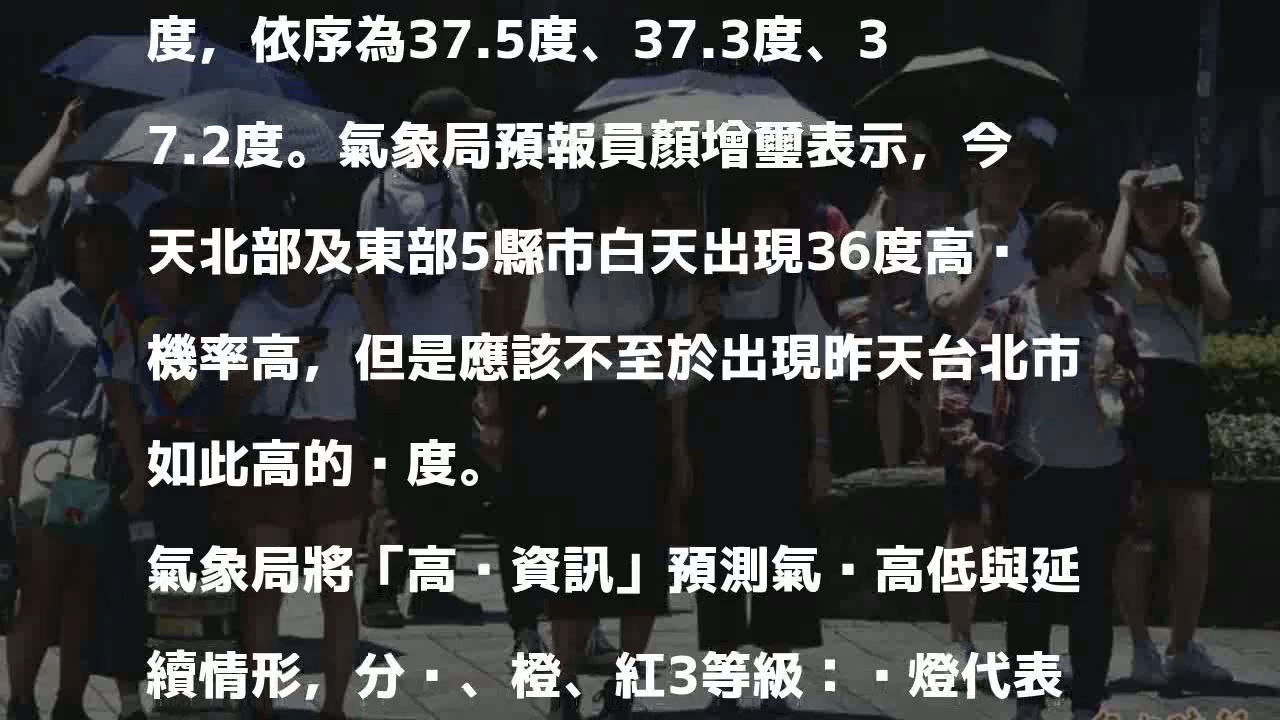 度，依序為37.5度、37.3度、3
7.2度。氣象局預報員顏增璽表示，今
天北部及東部5縣市白天出現36度高▪
機率高，但是應該不至於出現昨天台北市
如此高的▪度。
氣象局將「高▪資訊」預測氣▪高低與延
續情形，分▪、橙、紅3等級：▪燈代表